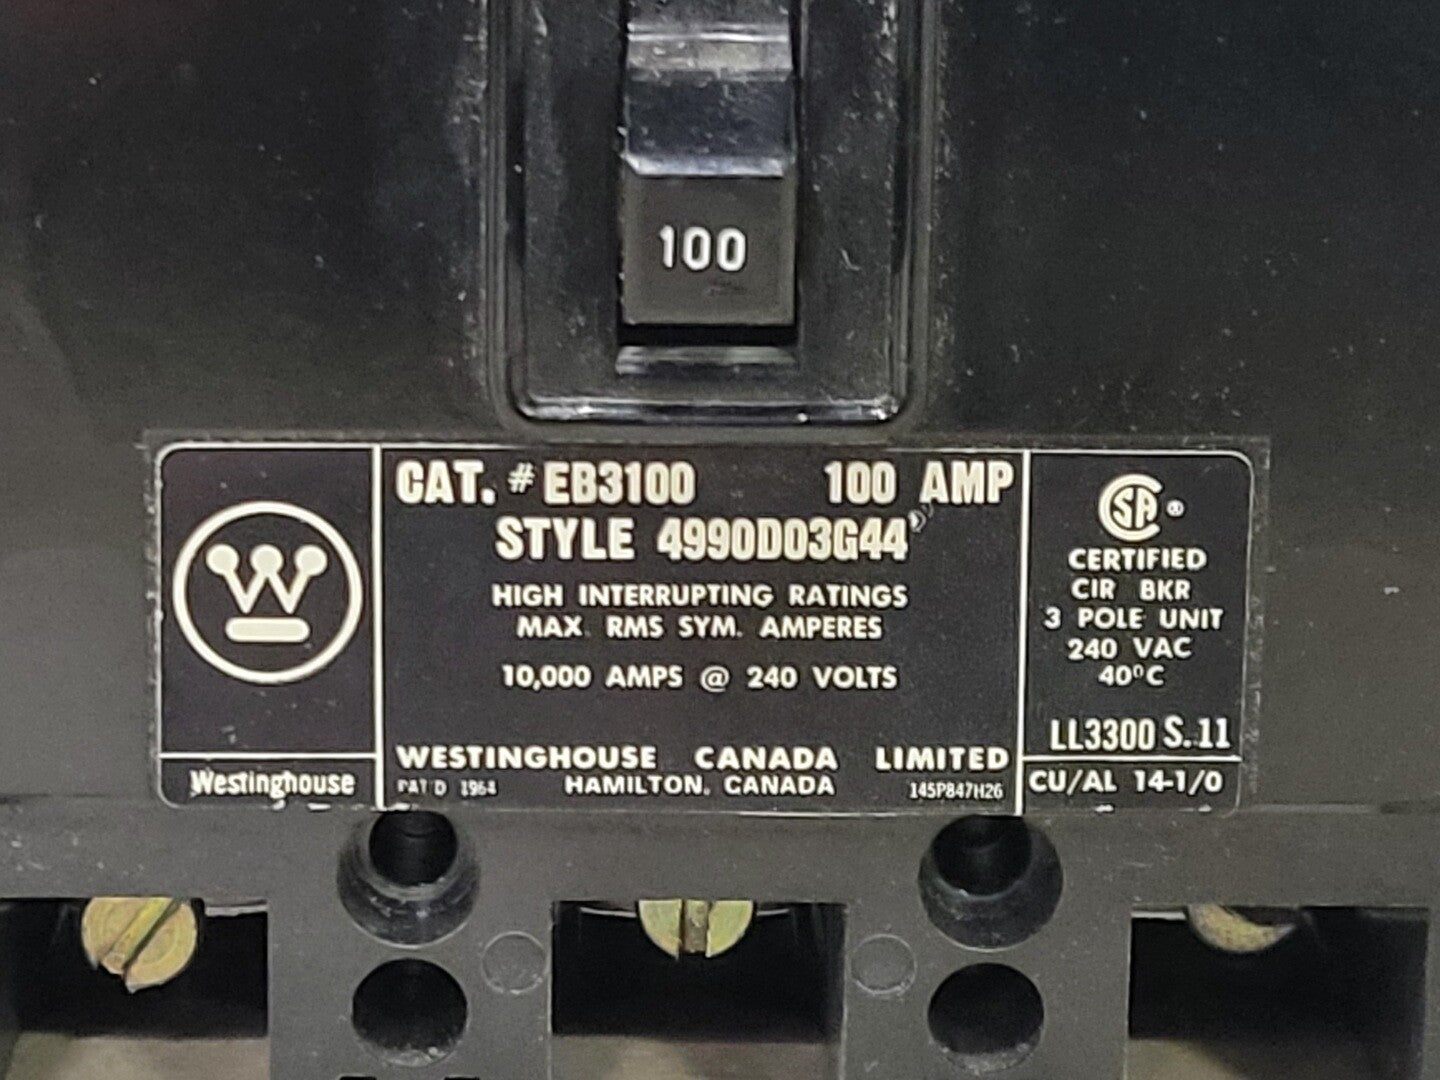 100
CAT. # EB3100 100 AMP
STYLE 4990D03G44
HIGH INTERRUPTING RATINGS
MAX. RMS SYM. AMPERES
10,000 AMPS @ 240 VOLTS
WESTINGHOUSE CANADA LIMITED
PAT'D 1964 HAMILTON, CANADA 145P847H26
W
Westinghouse
CSA ®
CERTIFIED
CIR BKR
3 POLE UNIT
240 VAC
40°C
LL3300 S.11
CU/AL 14-1/0